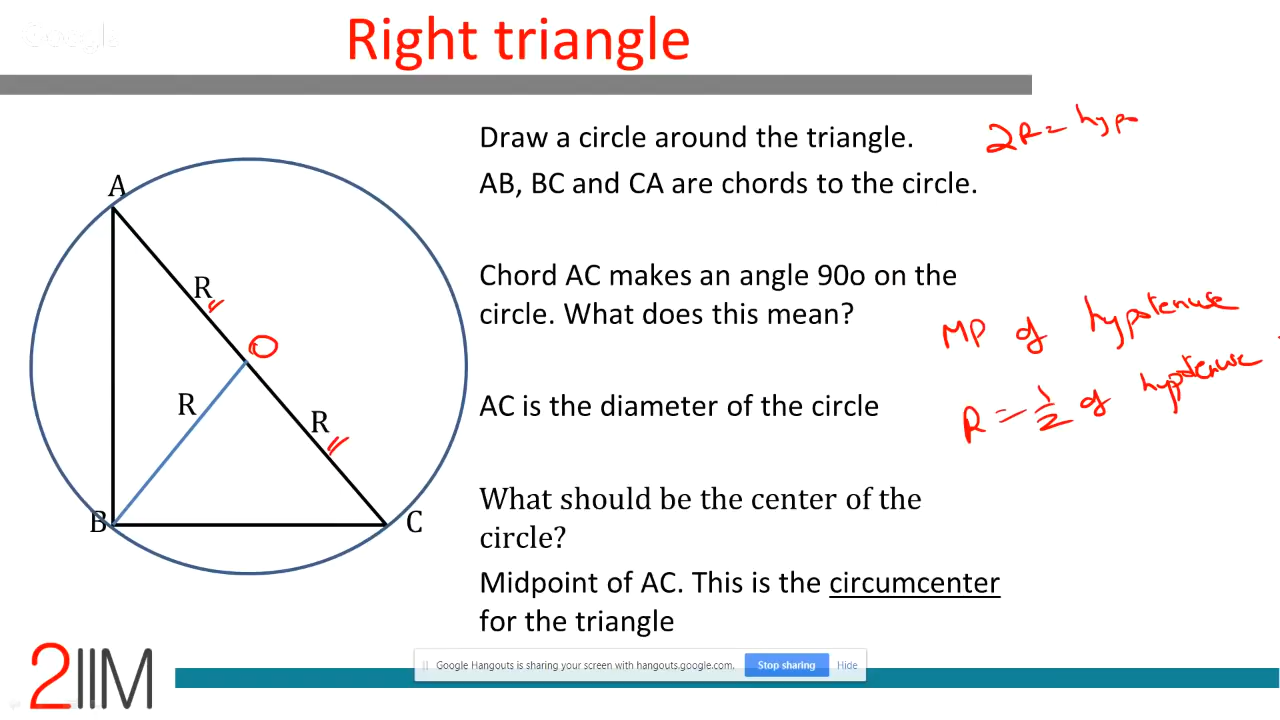 Google
Right triangle
Draw a circle around the triangle.
2R = hypo
AB, BC and CA are chords to the circle.
A
Chord AC makes an angle 90o on the
circle. What does this mean?
R
MP of hypotenuse
O
R = 1/2 of hypotenuse
AC is the diameter of the circle
R
R
What should be the center of the
circle?
B
C
Midpoint of AC. This is the circumcenter
for the triangle
2IIM
Google Hangouts is sharing your screen with hangouts.google.com.
Stop sharing
Hide